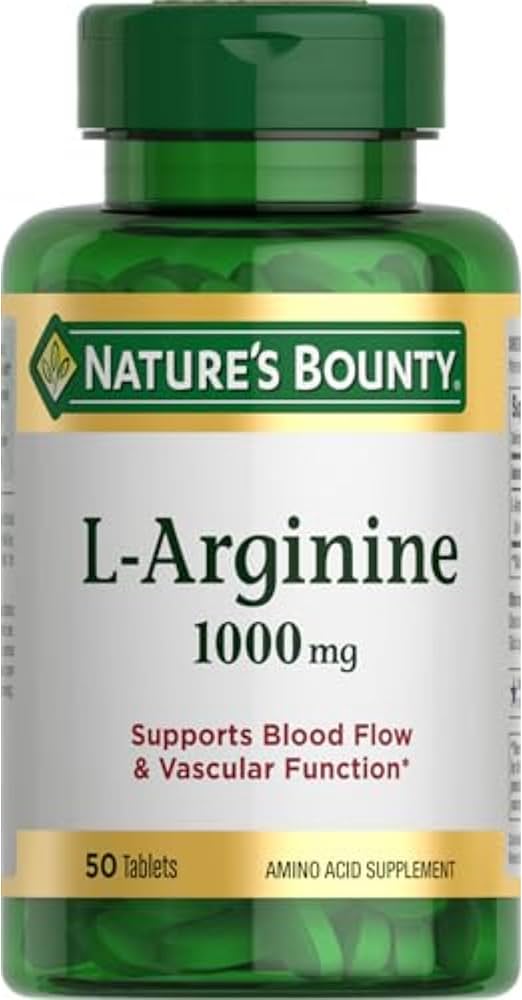 NATURE'S BOUNTY®
L-Arginine
1000 mg
Supports Blood Flow
& Vascular Function*
50 Tablets AMINO ACID SUPPLEMENT